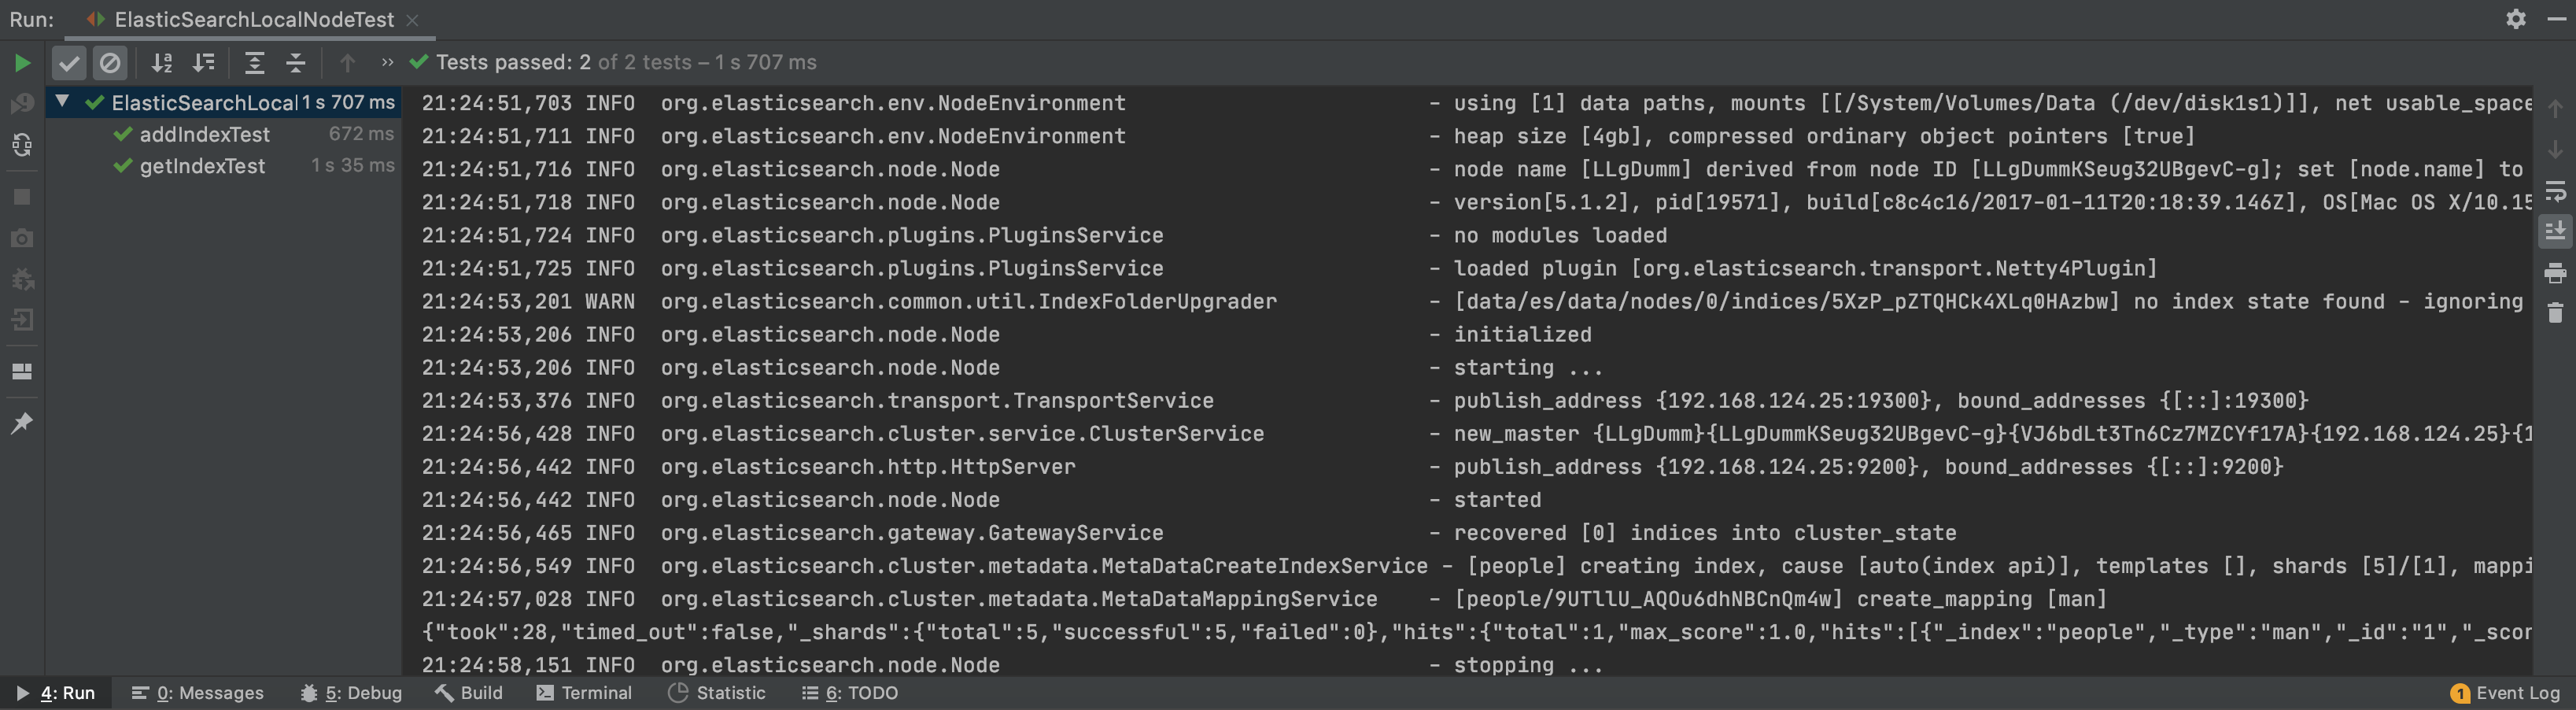 Run: ElasticSearchLocalNodeTest
Tests passed: 2 of 2 tests – 1 s 707 ms
ElasticSearchLocal 1 s 707 ms
addIndexTest 672 ms
getIndexTest 1 s 35 ms
21:24:51,703 INFO  org.elasticsearch.env.NodeEnvironment - using [1] data paths, mounts [[/System/Volumes/Data (/dev/disk1s1)]], net usable_space
21:24:51,711 INFO  org.elasticsearch.env.NodeEnvironment - heap size [4gb], compressed ordinary object pointers [true]
21:24:51,716 INFO  org.elasticsearch.node.Node - node name [LLgDumm] derived from node ID [LLgDummKSeug32UBgevC-g]; set [node.name] to
21:24:51,718 INFO  org.elasticsearch.node.Node - version[5.1.2], pid[19571], build[c8c4c16/2017-01-11T20:18:39.146Z], OS[Mac OS X/10.15
21:24:51,724 INFO  org.elasticsearch.plugins.PluginsService - no modules loaded
21:24:51,725 INFO  org.elasticsearch.plugins.PluginsService - loaded plugin [org.elasticsearch.transport.Netty4Plugin]
21:24:53,201 WARN  org.elasticsearch.common.util.IndexFolderUpgrader - [data/es/data/nodes/0/indices/5XzP_pZTQHCk4XLq0HAzbw] no index state found - ignoring
21:24:53,206 INFO  org.elasticsearch.node.Node - initialized
21:24:53,206 INFO  org.elasticsearch.node.Node - starting ...
21:24:53,376 INFO  org.elasticsearch.transport.TransportService - publish_address {192.168.124.25:19300}, bound_addresses {[::]:19300}
21:24:56,428 INFO  org.elasticsearch.cluster.service.ClusterService - new_master {LLgDumm}{LLgDummKSeug32UBgevC-g}{VJ6bdLt3Tn6Cz7MZCYf17A}{192.168.124.25}{1
21:24:56,442 INFO  org.elasticsearch.http.HttpServer - publish_address {192.168.124.25:9200}, bound_addresses {[::]:9200}
21:24:56,442 INFO  org.elasticsearch.node.Node - started
21:24:56,465 INFO  org.elasticsearch.gateway.GatewayService - recovered [0] indices into cluster_state
21:24:56,549 INFO  org.elasticsearch.cluster.metadata.MetaDataCreateIndexService - [people] creating index, cause [auto(index api)], templates [], shards [5]/[1], mappi
21:24:57,028 INFO  org.elasticsearch.cluster.metadata.MetaDataMappingService - [people/9UTllU_AQOu6dhNBCnQm4w] create_mapping [man]
{"took":28,"timed_out":false,"_shards":{"total":5,"successful":5,"failed":0},"hits":{"total":1,"max_score":1.0,"hits":[{"_index":"people","_type":"man","_id":"1","_scor
21:24:58,151 INFO  org.elasticsearch.node.Node - stopping ...
4: Run 0: Messages 5: Debug Build Terminal Statistic 6: TODO 1 Event Log